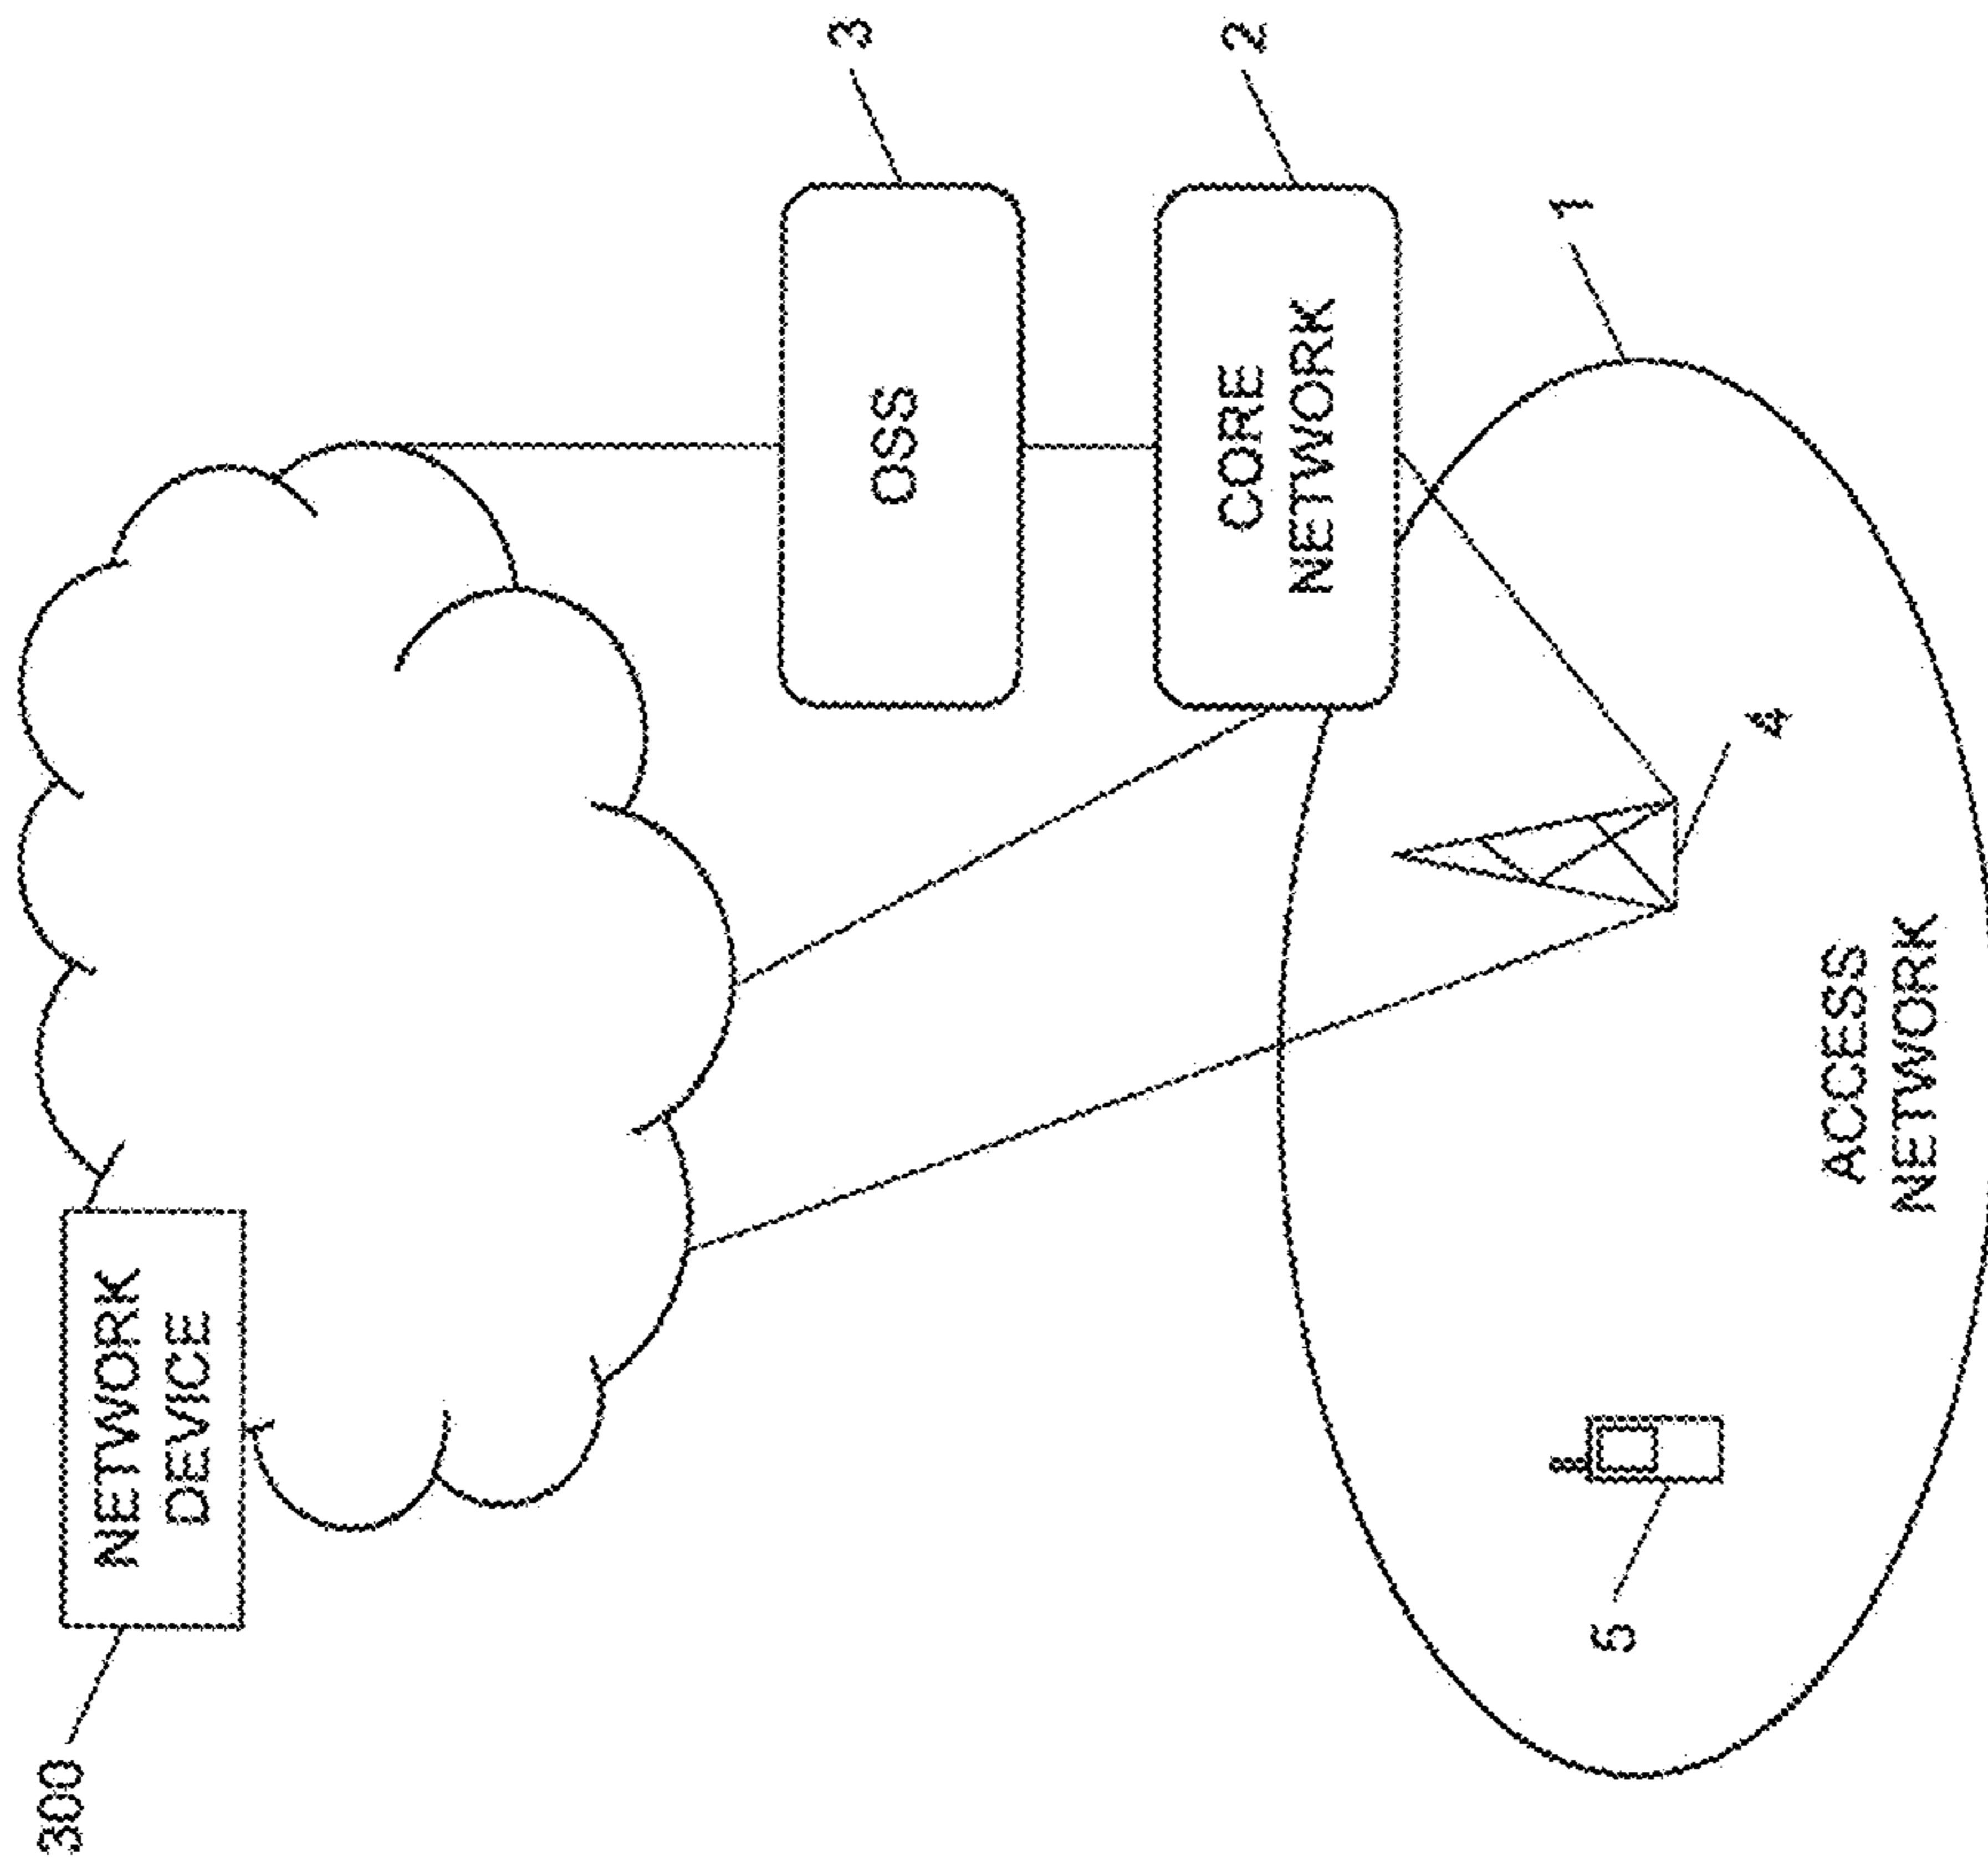 300
NETWORK
DEVICE
3
OSS
2
CORE
NETWORK
1
5
4
ACCESS
NETWORK